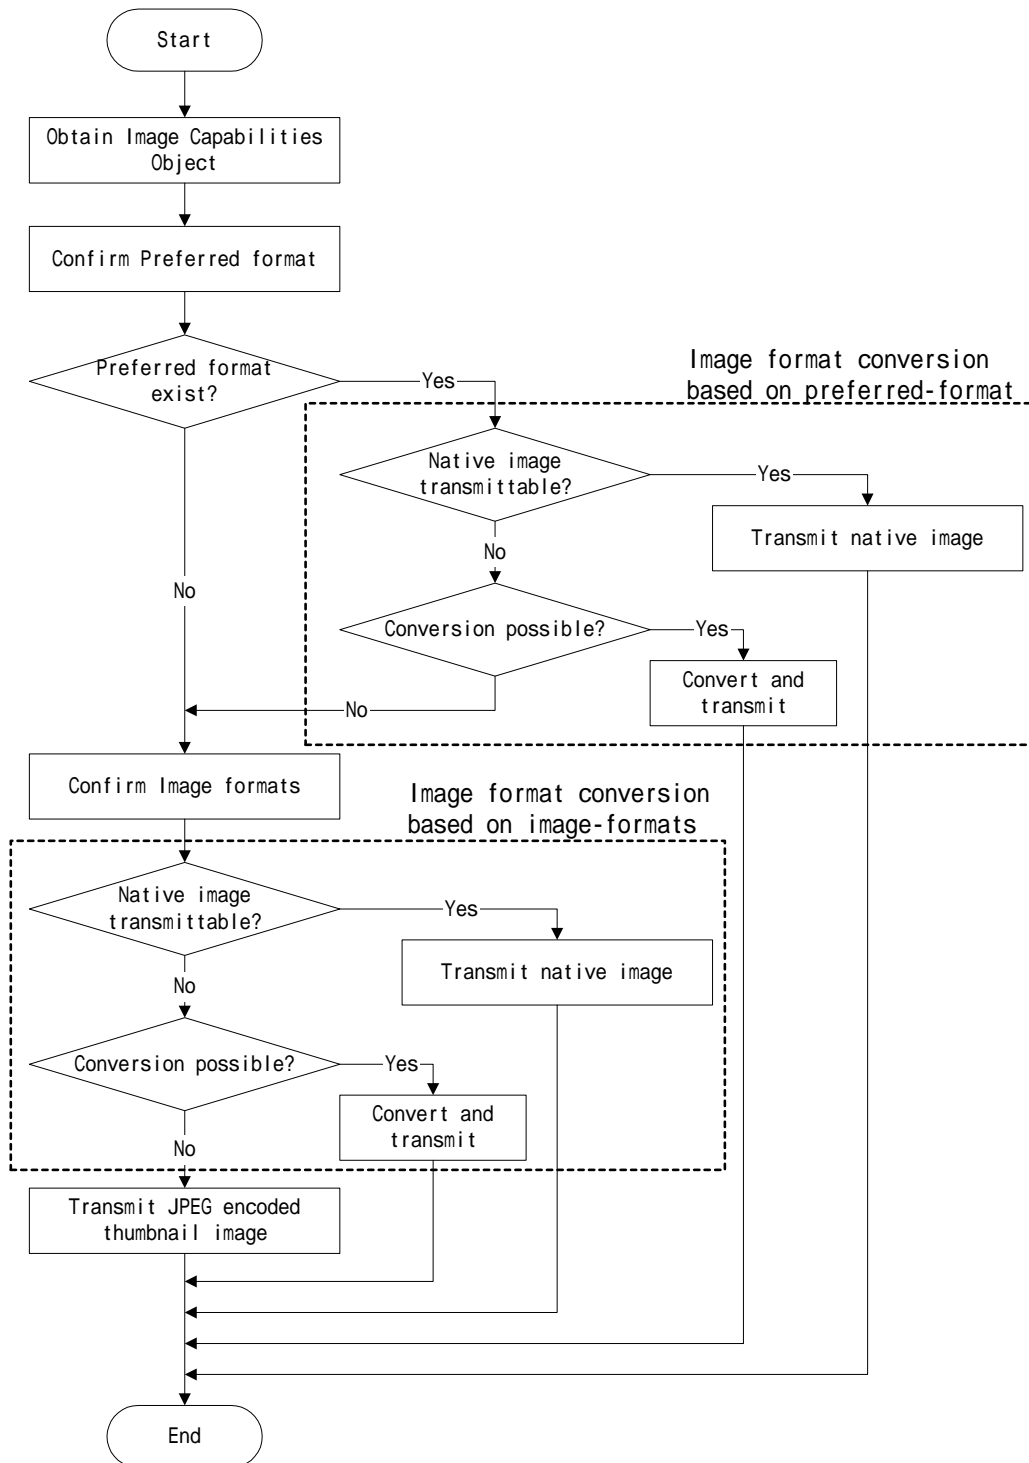 Start
Obtain Image Capabilities
Object
Confirm Preferred format
Preferred format
exist?
Yes
Image format conversion
based on preferred-format
Native image
transmittable?
Yes
Transmit native image
No
No
Conversion possible?
Yes
Convert and
transmit
No
Confirm Image formats
Image format conversion
based on image-formats
Native image
transmittable?
Yes
Transmit native image
No
Conversion possible?
Yes
Convert and
transmit
No
Transmit JPEG encoded
thumbnail image
End